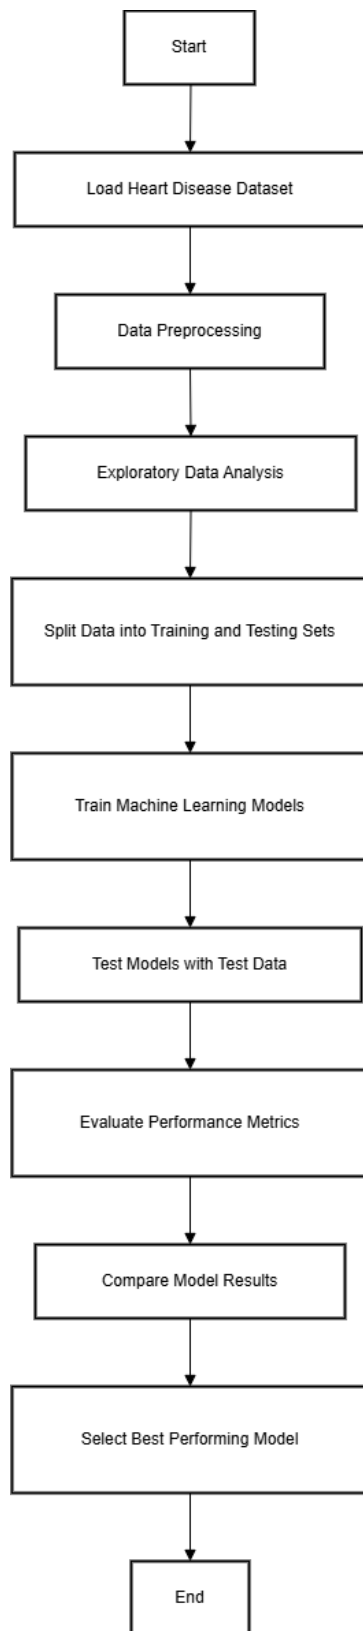 Start
Load Heart Disease Dataset
Data Preprocessing
Exploratory Data Analysis
Split Data into Training and Testing Sets
Train Machine Learning Models
Test Models with Test Data
Evaluate Performance Metrics
Compare Model Results
Select Best Performing Model
End